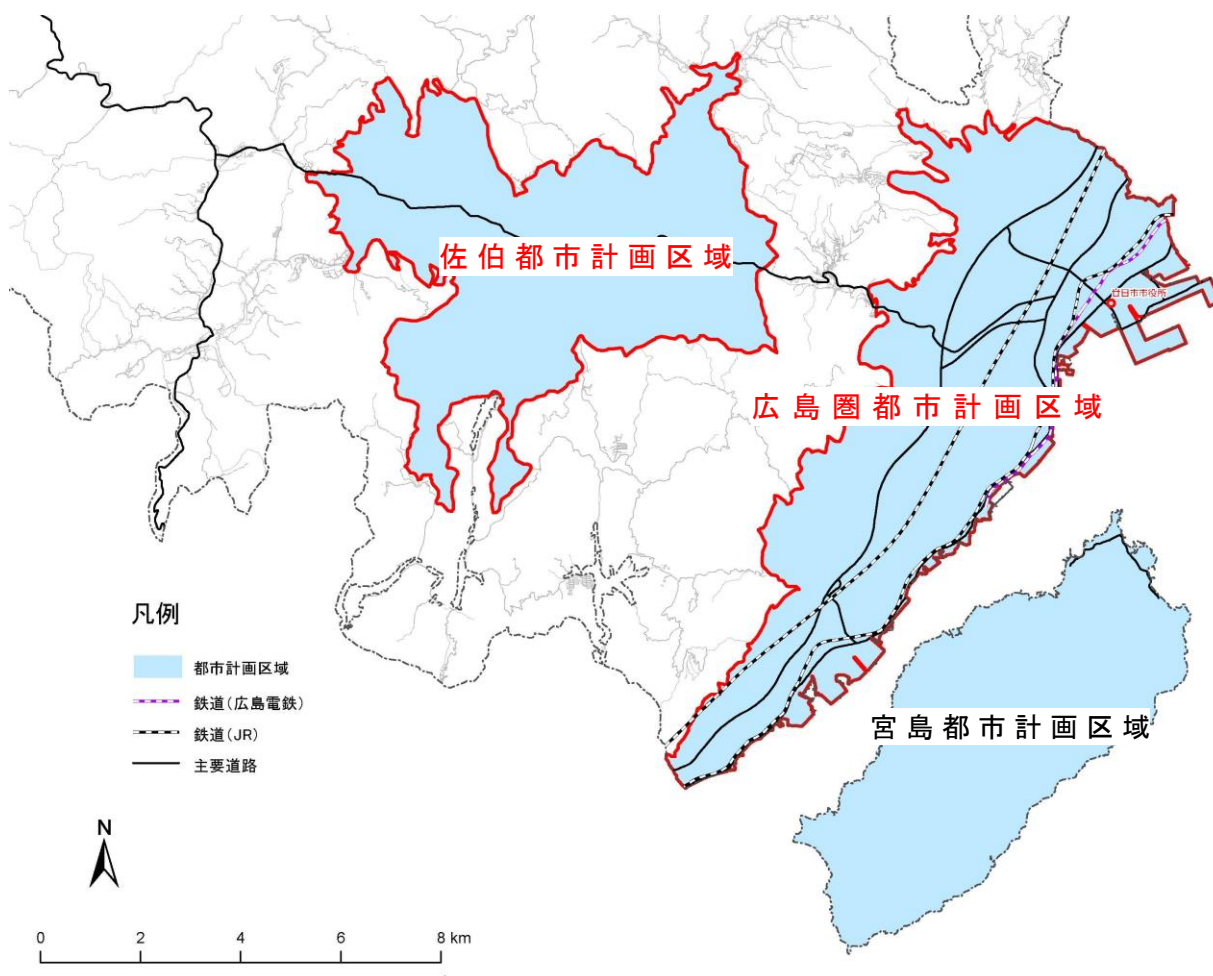 佐伯都市計画区域
廿日市市役所
広島圏都市計画区域
宮島都市計画区域
凡例
都市計画区域
鉄道(広島電鉄)
鉄道(JR)
主要道路
N
0 2 4 6 8 km